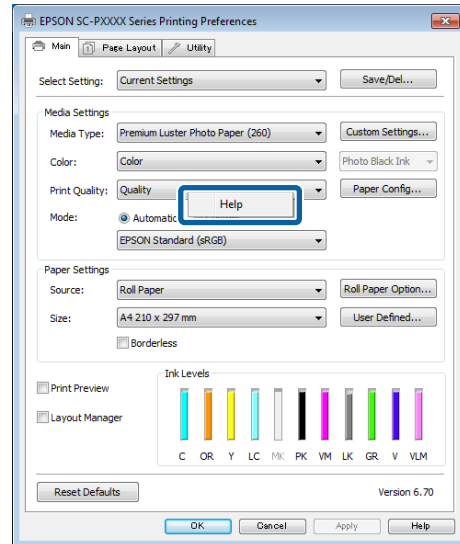 EPSON SC-PXXXX Series Printing Preferences
Main Page Layout Utility
Select Setting: Current Settings Save/Del...
Media Settings
Media Type: Premium Luster Photo Paper (260) Custom Settings...
Color: Color Photo Black Ink
Print Quality: Quality Paper Config...
Help
Mode: Automatic
EPSON Standard (sRGB)
Paper Settings
Source: Roll Paper Roll Paper Option...
Size: A4 210 x 297 mm User Defined...
Borderless
Ink Levels
Print Preview
Layout Manager
C OR Y LC MK PK VM LK GR V VLM
Reset Defaults Version 6.70
OK Cancel Apply Help